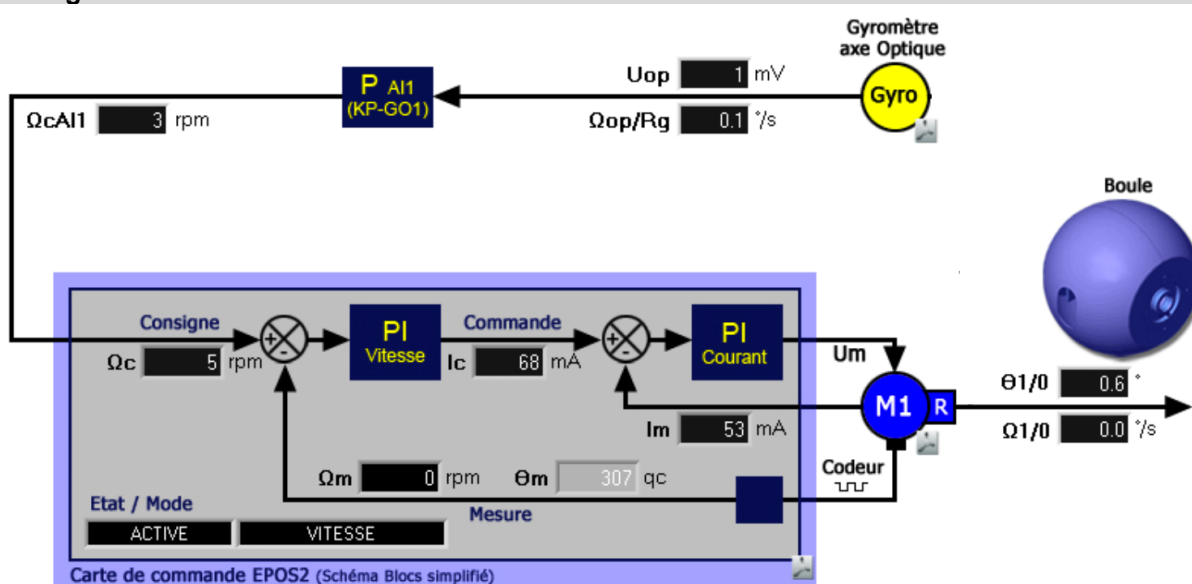 Gyromètre
axe Optique
Gyro
Uop 1 mV
Ωop/Rg 0.1 °/s
P AI1
(KP-GO1)
ΩcAI1 3 rpm
Boule
Consigne
Ωc 5 rpm
PI
Vitesse
Commande
Ic 68 mA
PI
Courant
Um
M1 R
Θ1/0 0.6 °
Ω1/0 0.0 °/s
Im 53 mA
Codeur
Ωm 0 rpm Θm 307 qc
Mesure
Etat / Mode
ACTIVE VITESSE
Carte de commande EPOS2 (Schéma Blocs simplifié)